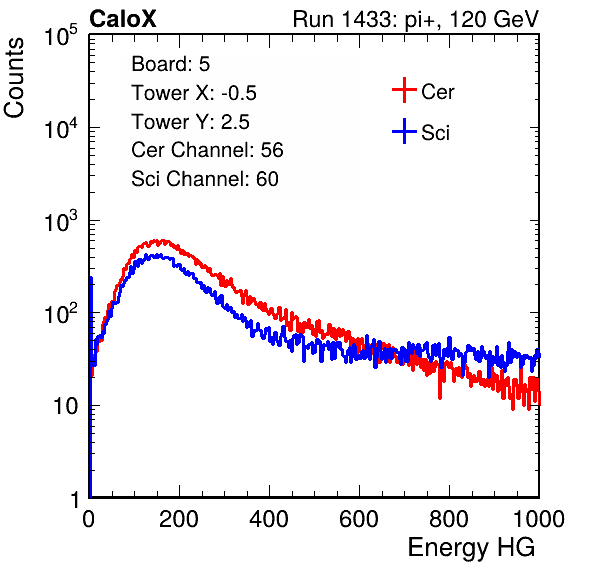 CaloX Run 1433: pi+, 120 GeV
Counts
Board: 5
Tower X: -0.5
Tower Y: 2.5
Cer Channel: 56
Sci Channel: 60
Cer
Sci
10^5
10^4
10^3
10^2
10
1
0 200 400 600 800 1000
Energy HG